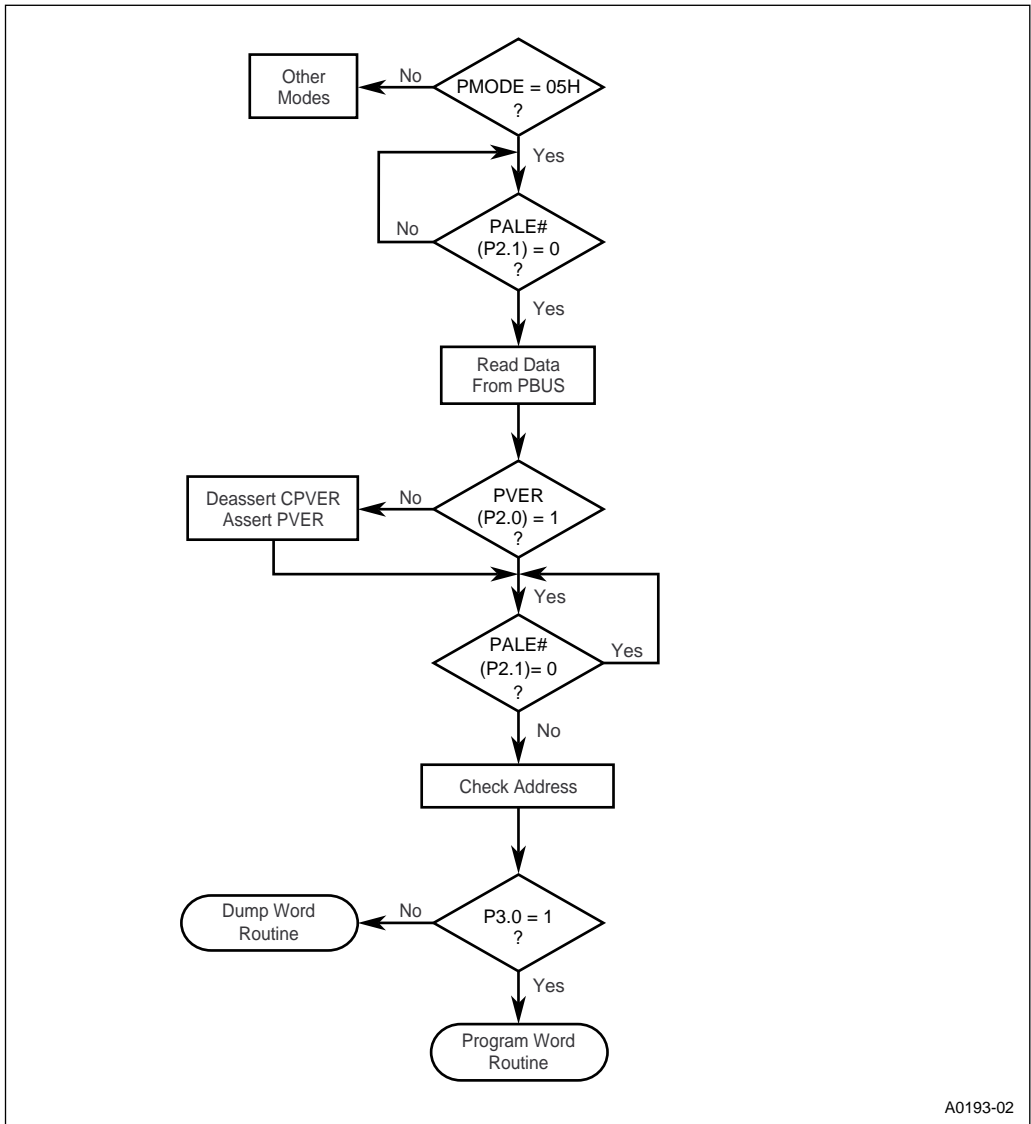 PMODE = 05H
?
No
Other
Modes
Yes
PALE#
(P2.1) = 0
?
No
Yes
Read Data
From PBUS
PVER
(P2.0) = 1
?
No
Deassert CPVER
Assert PVER
Yes
PALE#
(P2.1)= 0
?
Yes
No
Check Address
P3.0 = 1
?
No
Dump Word
Routine
Yes
Program Word
Routine
A0193-02